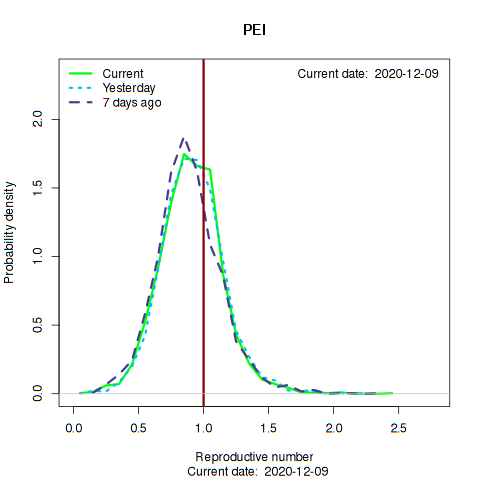 PEI
Current
Yesterday
7 days ago
Current date:  2020-12-09
Probability density
2.0
1.5
1.0
0.5
0.0
0.0 0.5 1.0 1.5 2.0 2.5
Reproductive number
Current date:  2020-12-09